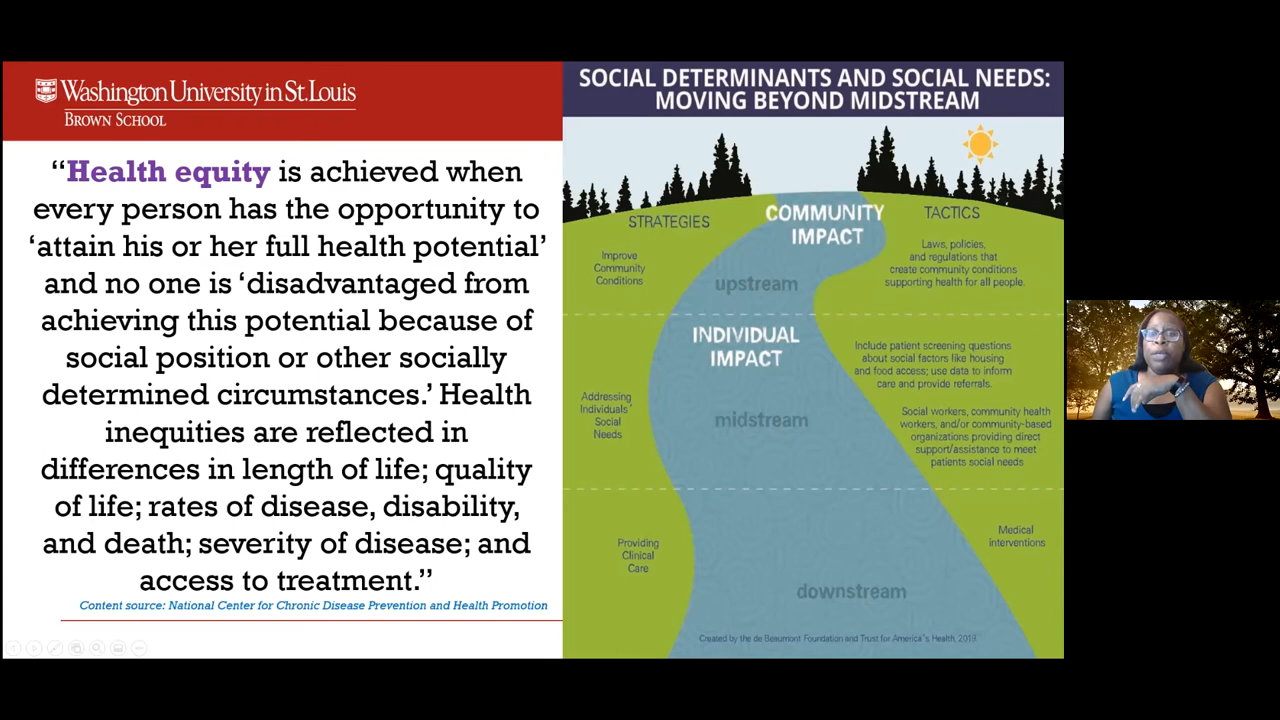 Washington University in St. Louis
BROWN SCHOOL
“Health equity is achieved when
every person has the opportunity to
‘attain his or her full health potential’
and no one is ‘disadvantaged from
achieving this potential because of
social position or other socially
determined circumstances.’ Health
inequities are reflected in
differences in length of life; quality
of life; rates of disease, disability,
and death; severity of disease; and
access to treatment.”
Content source: National Center for Chronic Disease Prevention and Health Promotion
SOCIAL DETERMINANTS AND SOCIAL NEEDS:
MOVING BEYOND MIDSTREAM
STRATEGIES
COMMUNITY
IMPACT
TACTICS
Improve
Community
Conditions
upstream
Laws, policies,
and regulations that
create community conditions
supporting health for all people.
INDIVIDUAL
IMPACT
Include patient screening questions
about social factors like housing
and food access; use data to inform
care and provide referrals.
Addressing
Individuals'
Social
Needs
midstream
Social workers, community health
workers, and/or community-based
organizations providing direct
support/assistance to meet
patients social needs
Providing
Clinical
Care
Medical
interventions
downstream
Created by the de Beaumont Foundation and Trust for America's Health, 2019.